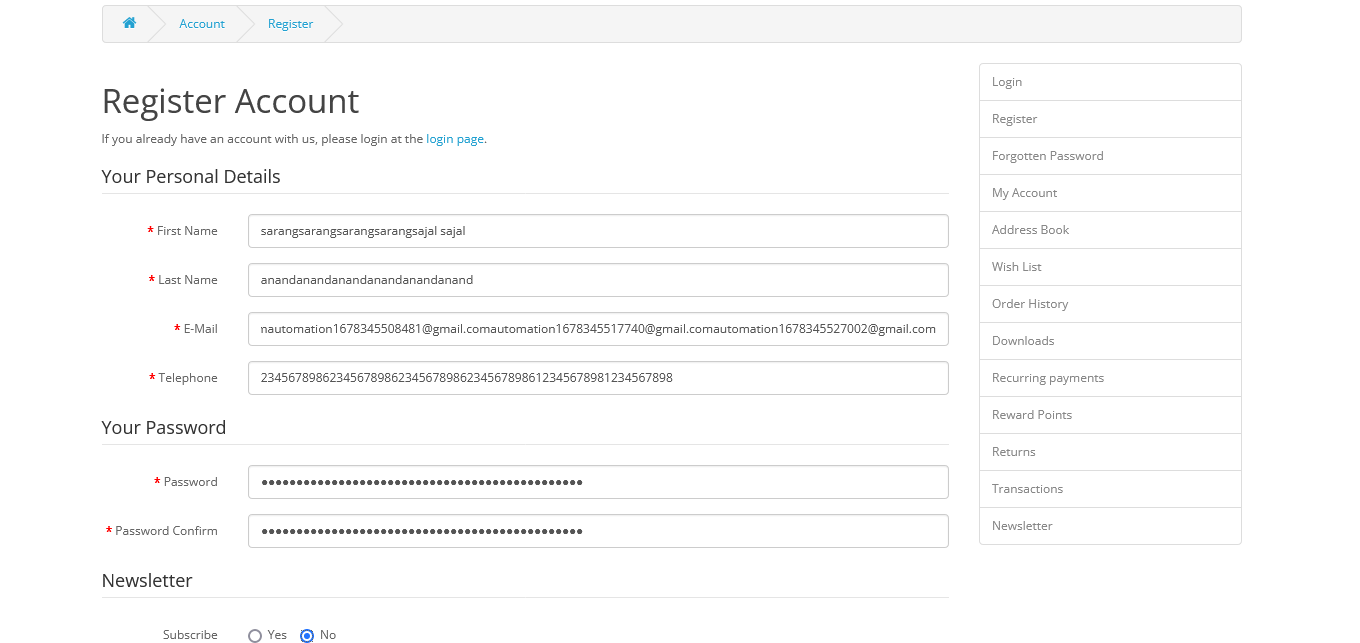 Account Register
Register Account
If you already have an account with us, please login at the login page.
Your Personal Details
* First Name sarangsarangsarangsarangsajal sajal
* Last Name anandanandanandanandanandanand
* E-Mail nautomation1678345508481@gmail.comautomation1678345517740@gmail.comautomation1678345527002@gmail.com
* Telephone 234567898623456789862345678986234567898612345678981234567898
Your Password
* Password ●●●●●●●●●●●●●●●●●●●●●●●●●●●●●●●●●●●●●●●●●●●●●●
* Password Confirm ●●●●●●●●●●●●●●●●●●●●●●●●●●●●●●●●●●●●●●●●●●●●●●
Newsletter
Subscribe Yes No
Login
Register
Forgotten Password
My Account
Address Book
Wish List
Order History
Downloads
Recurring payments
Reward Points
Returns
Transactions
Newsletter